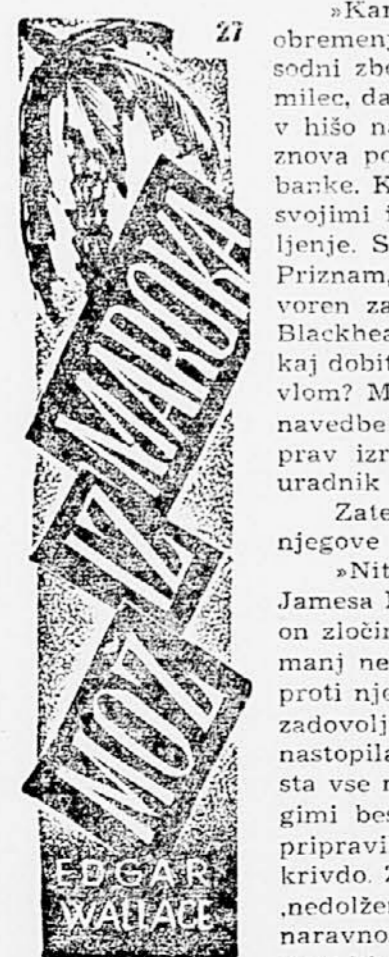 27
MOŽ IZ MAROKA
EDGAR
WALLACE
»Kar
obremenj
sodni zbo
milec, da
v hišo n
znova po
banke. K
svojimi i
ljenje. S
Priznam,
voren za
Blackhea
kaj dobit
vlom? M
navedbe
prav izr
uradnik
Zate
njegove
»Nit
Jamesa
on zločin
manj ne
proti nje
zadovolj
nastopila
sta vse n
gimi bes
pripravi
krivdo. Z
‚nedolžen
naravno